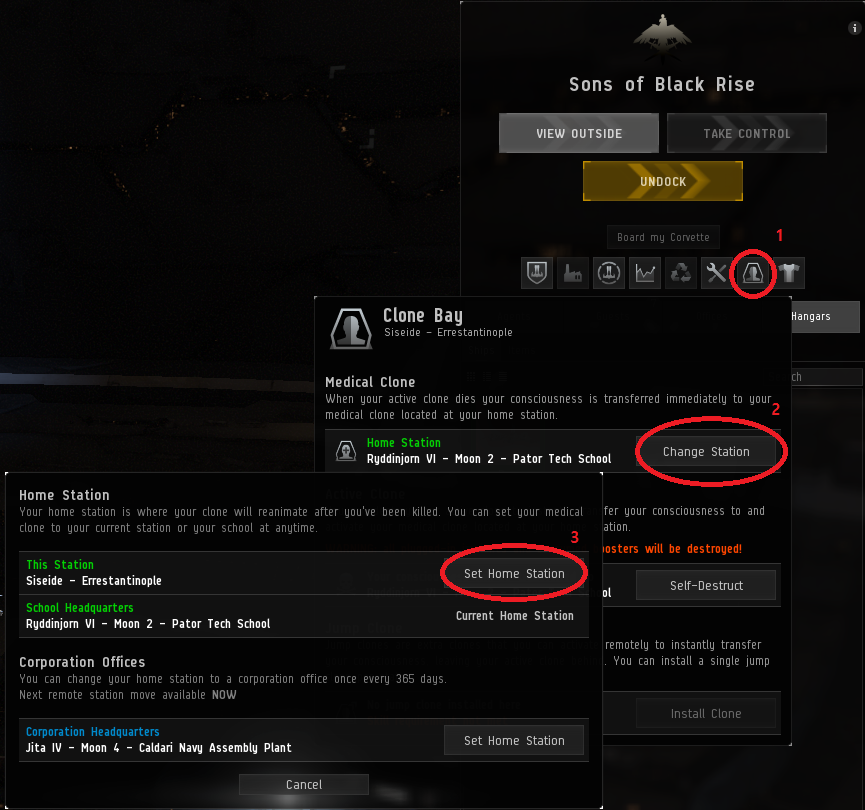 Sons of Black Rise
VIEW OUTSIDE
TAKE CONTROL
UNDOCK
Board my Corvette
1
Hangars
ch
Clone Bay
Siseide - Errestantinople
Medical Clone
When your active clone dies your consciousness is transferred immediately to your
medical clone located at your home station.
2
Home Station
Ryddinjorn VI - Moon 2 - Pator Tech School
Change Station
fer your consciousness to and
ation.
osters will be destroyed!
ol
Self-Destruct
remotely to instantly transfer
. You can install a single jump
Install Clone
Home Station
Your home station is where your clone will reanimate after you've been killed. You can set your medical
clone to your current station or your school at anytime.
3
This Station
Siseide - Errestantinople
Set Home Station
School Headquarters
Ryddinjorn VI - Moon 2 - Pator Tech School
Current Home Station
Corporation Offices
You can change your home station to a corporation office once every 365 days.
Next remote station move available NOW
Corporation Headquarters
Jita IV - Moon 4 - Caldari Navy Assembly Plant
Set Home Station
Cancel